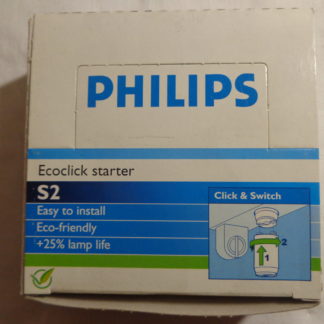 PHILIPS
Ecoclick starter
S2
Easy to install
Eco-friendly
+25% lamp life
Click & Switch
2
1